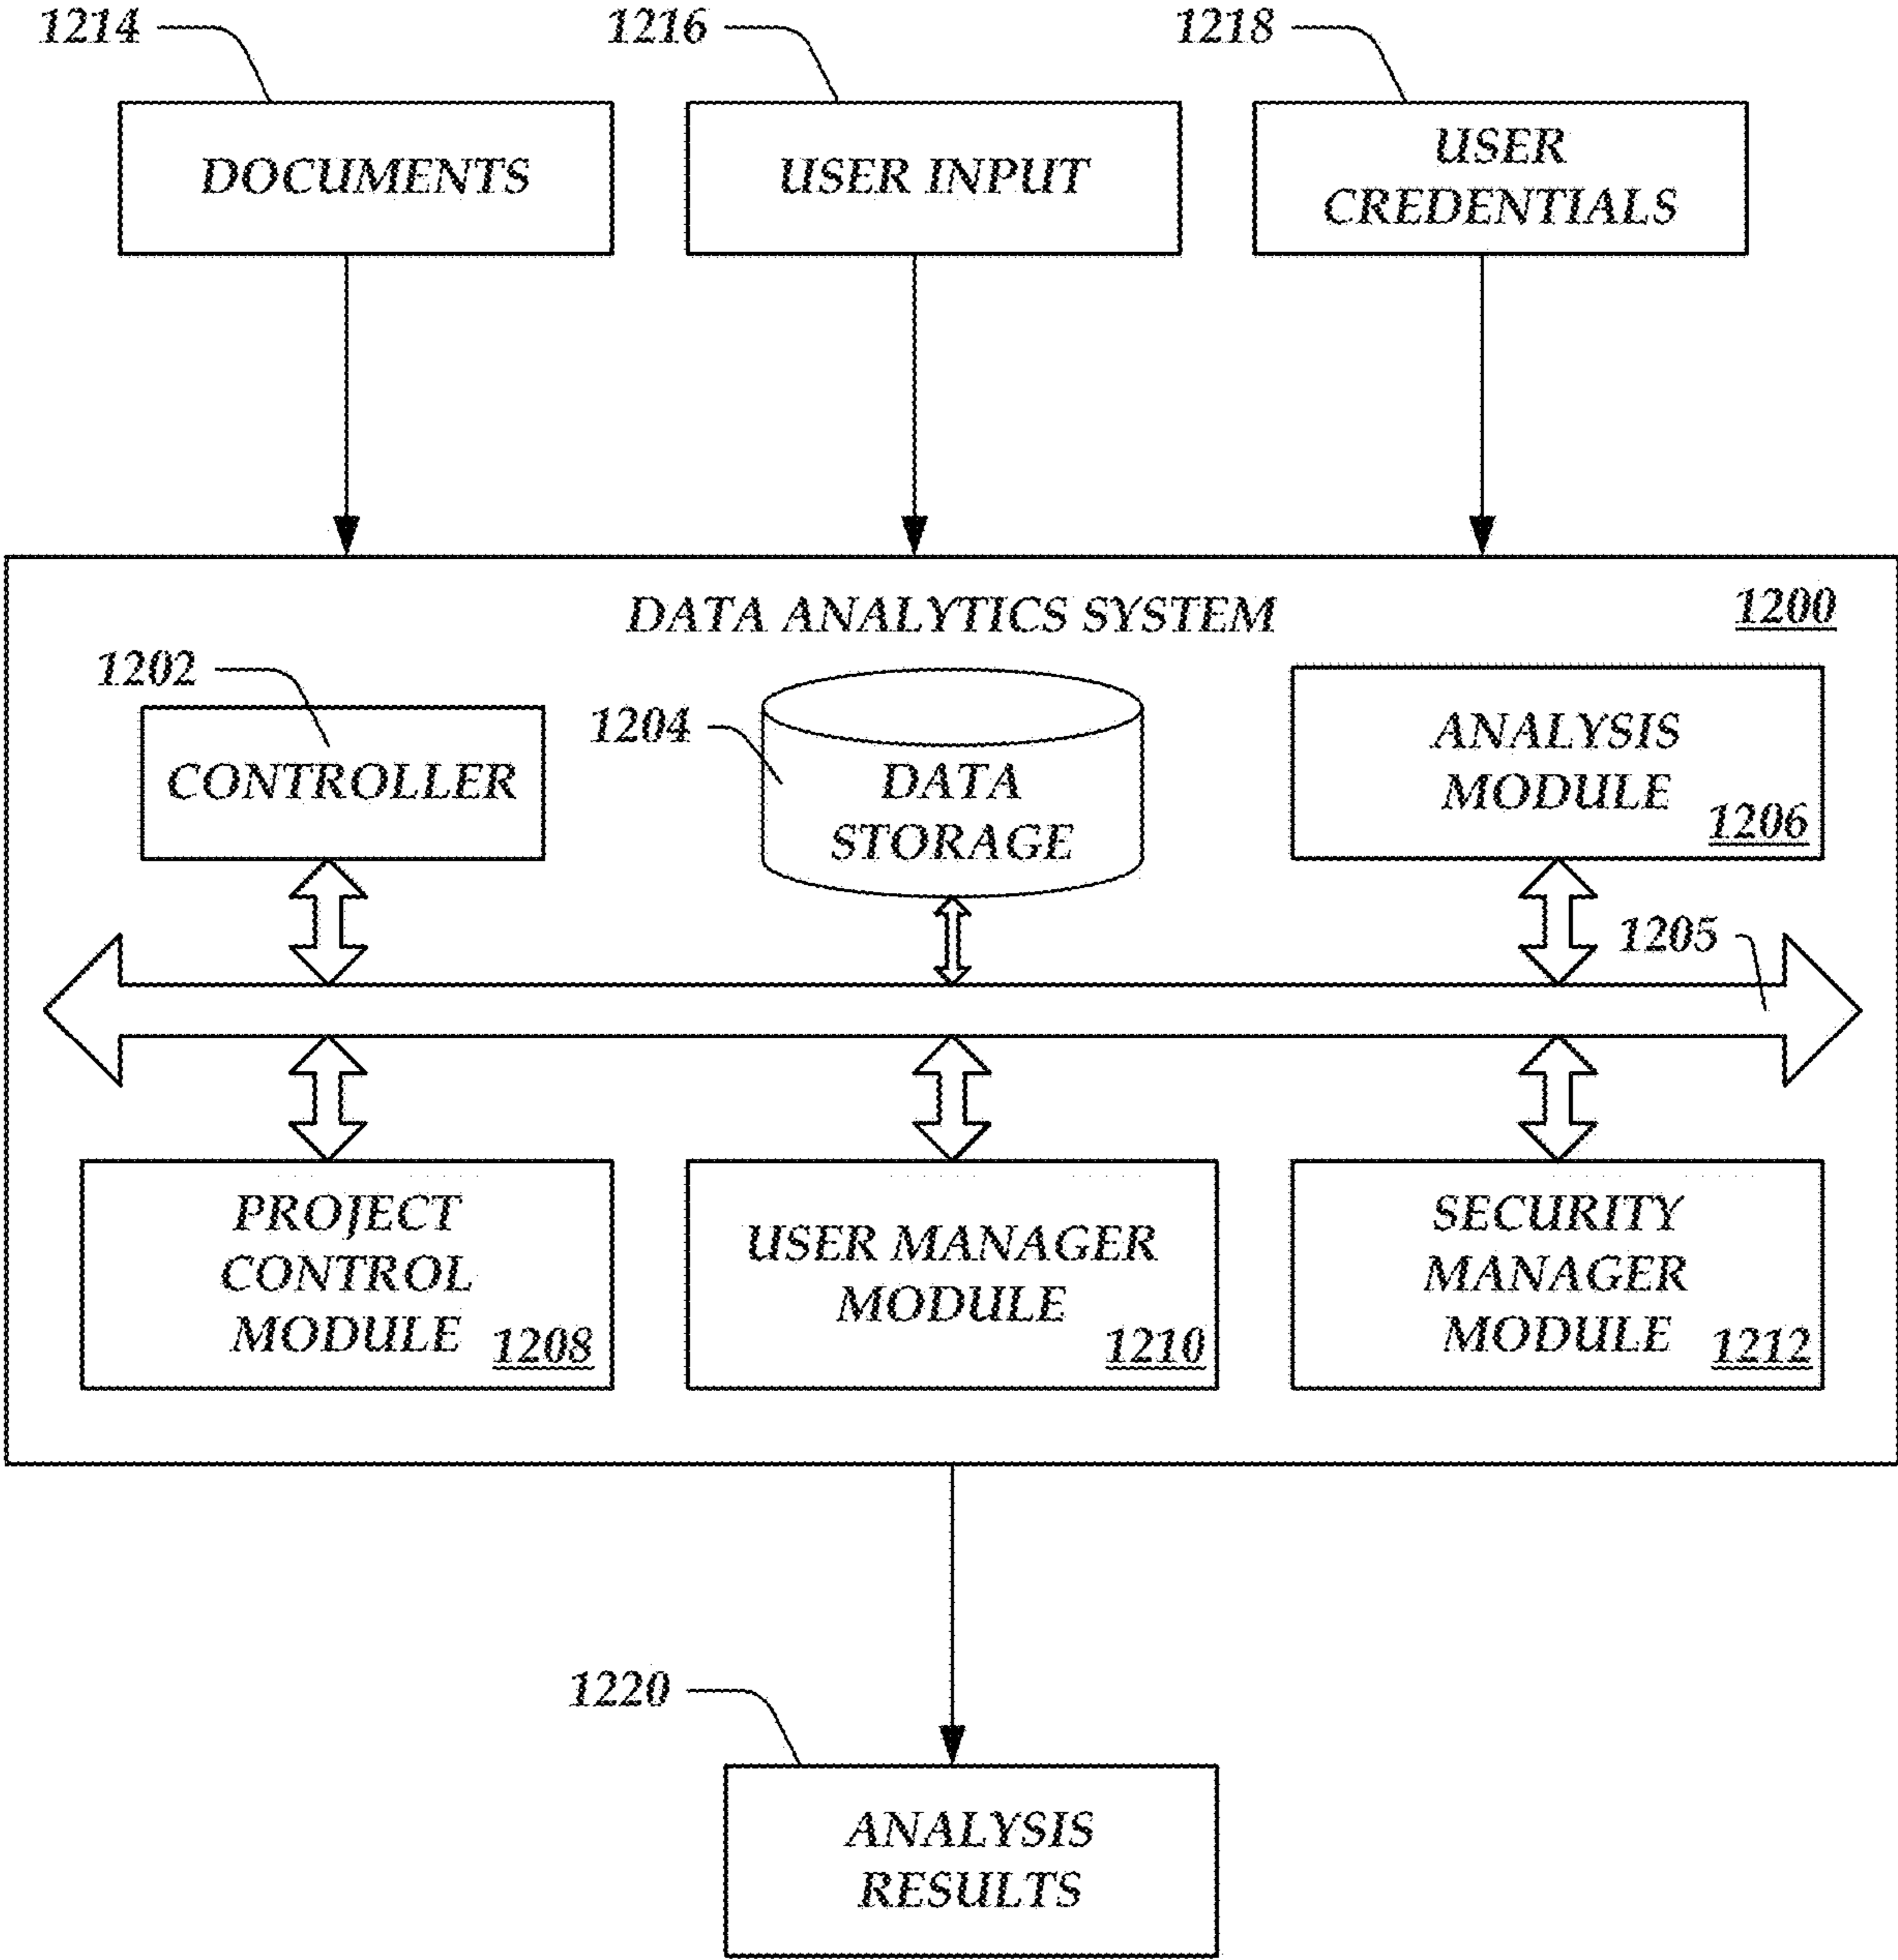 1214
1216
1218
DOCUMENTS
USER INPUT
USER
CREDENTIALS
DATA ANALYTICS SYSTEM
1200
1202
CONTROLLER
1204
DATA
STORAGE
ANALYSIS
MODULE
1206
1205
PROJECT
CONTROL
MODULE
1208
USER MANAGER
MODULE
1210
SECURITY
MANAGER
MODULE
1212
1220
ANALYSIS
RESULTS